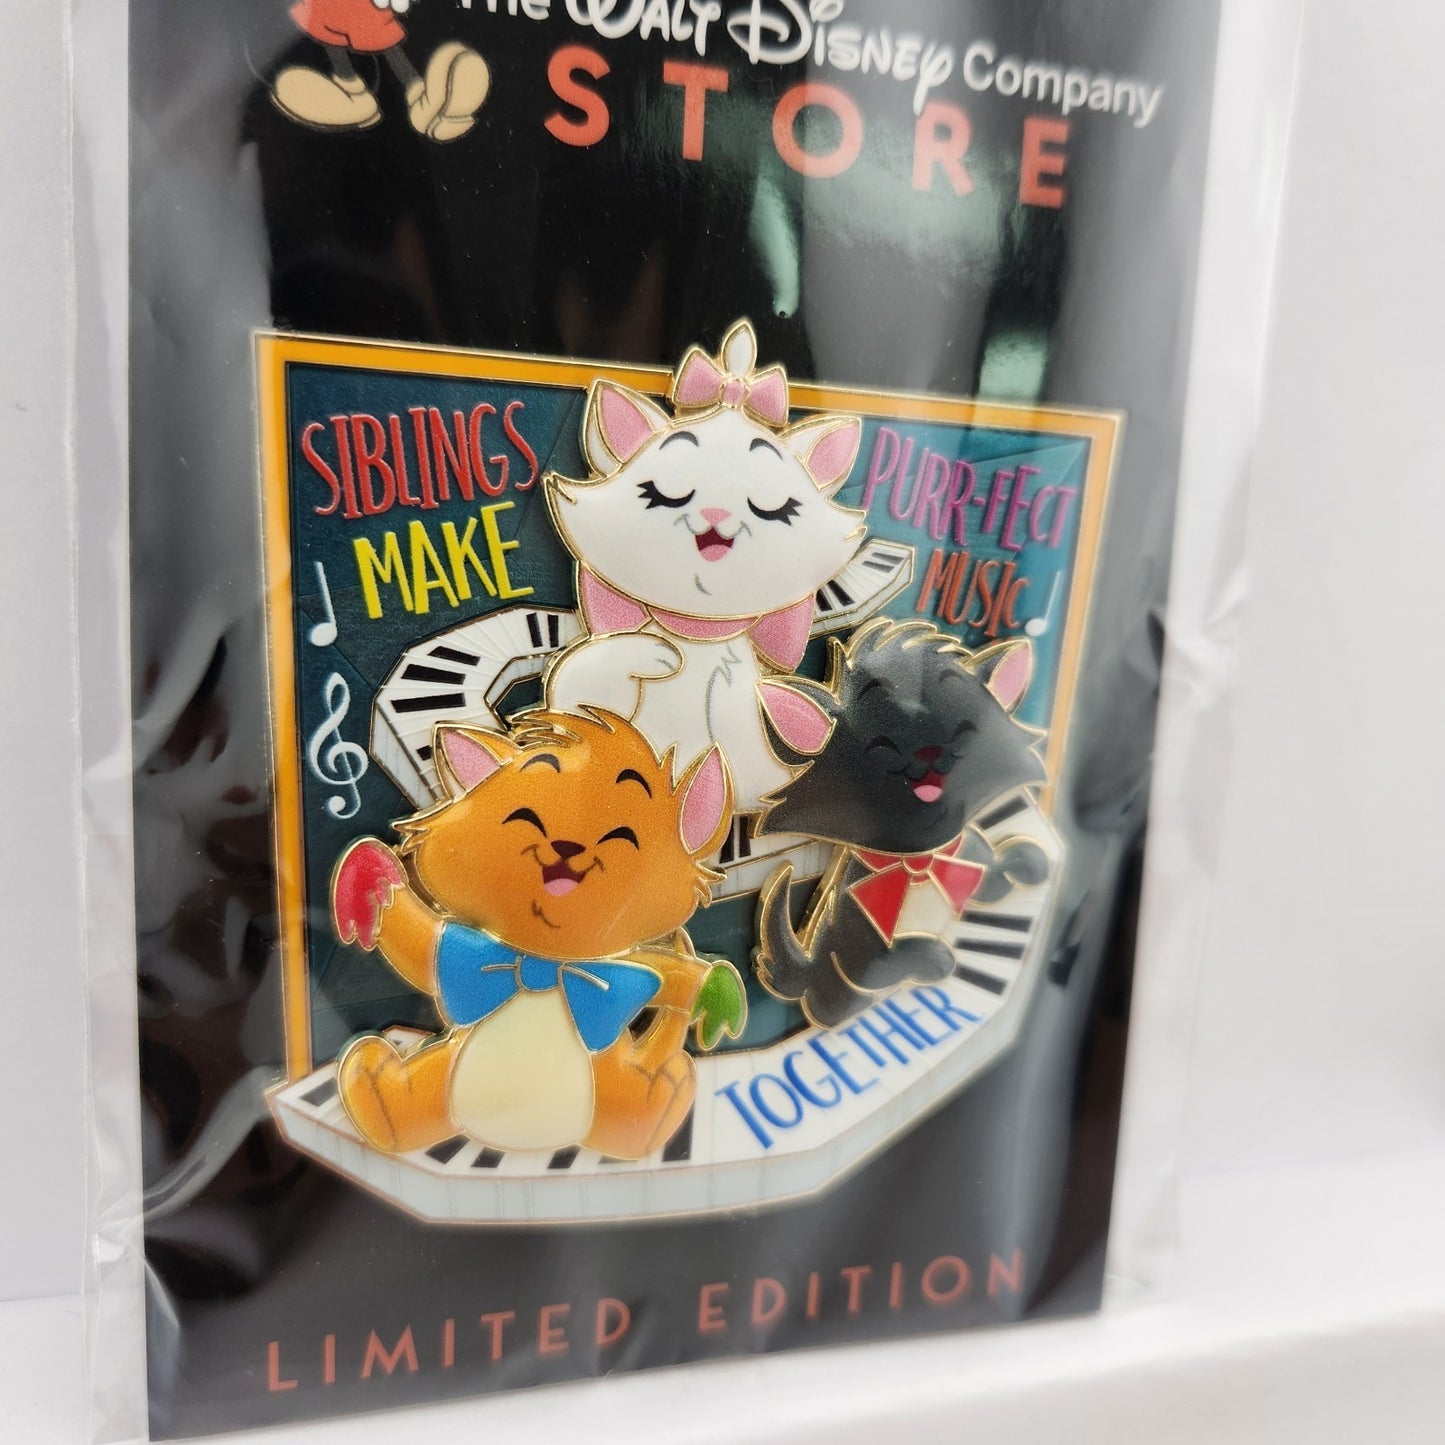 The WALT DISNEY Company
STORE
SIBLINGS
MAKE
PURR-FECT
MUSIC
TOGETHER
LIMITED EDITION